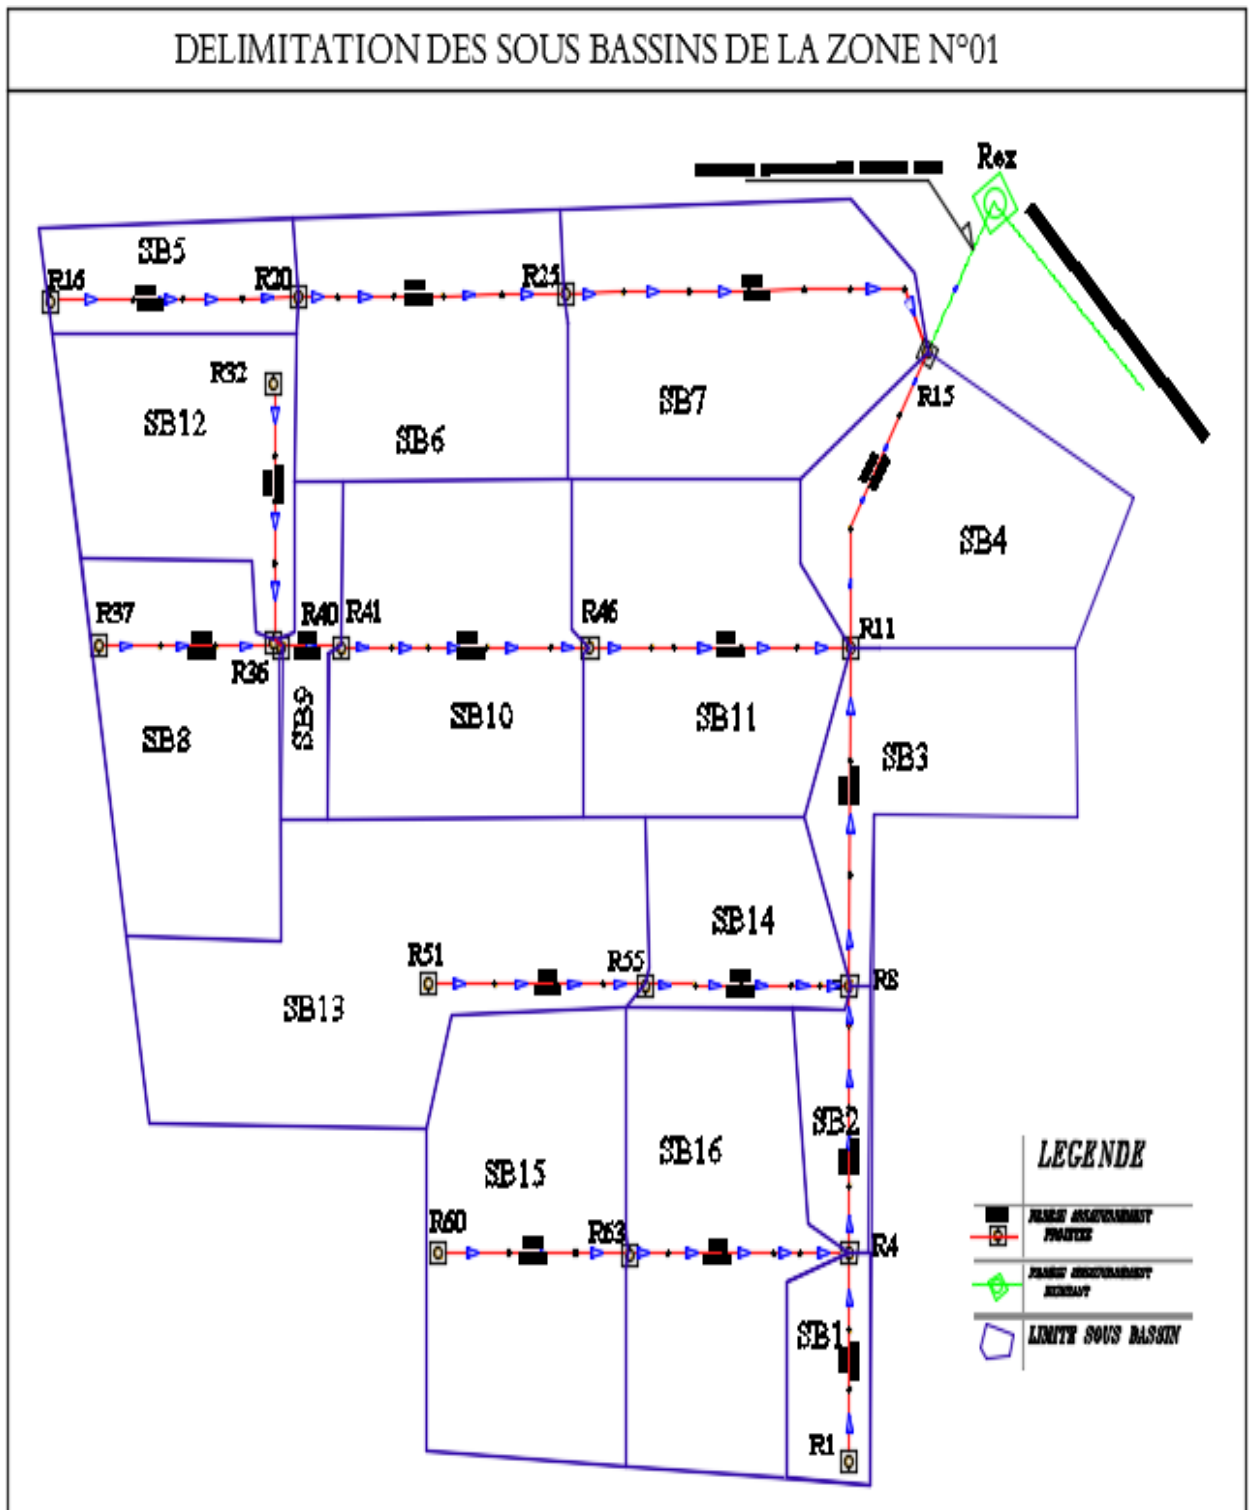 DELIMITATION DES SOUS BASSINS DE LA ZONE N°01
Rex
SB5
R16
R20
R25
R32
SB12
SB6
SB7
R15
SB4
R37
R40
R41
R46
R11
R36
SB9
SB8
SB10
SB11
SB3
SB14
R51
R55
R8
SB13
SB2
SB16
SB15
R60
R63
R4
SB1
R1
LEGENDE
LIMITE SOUS BASSIN